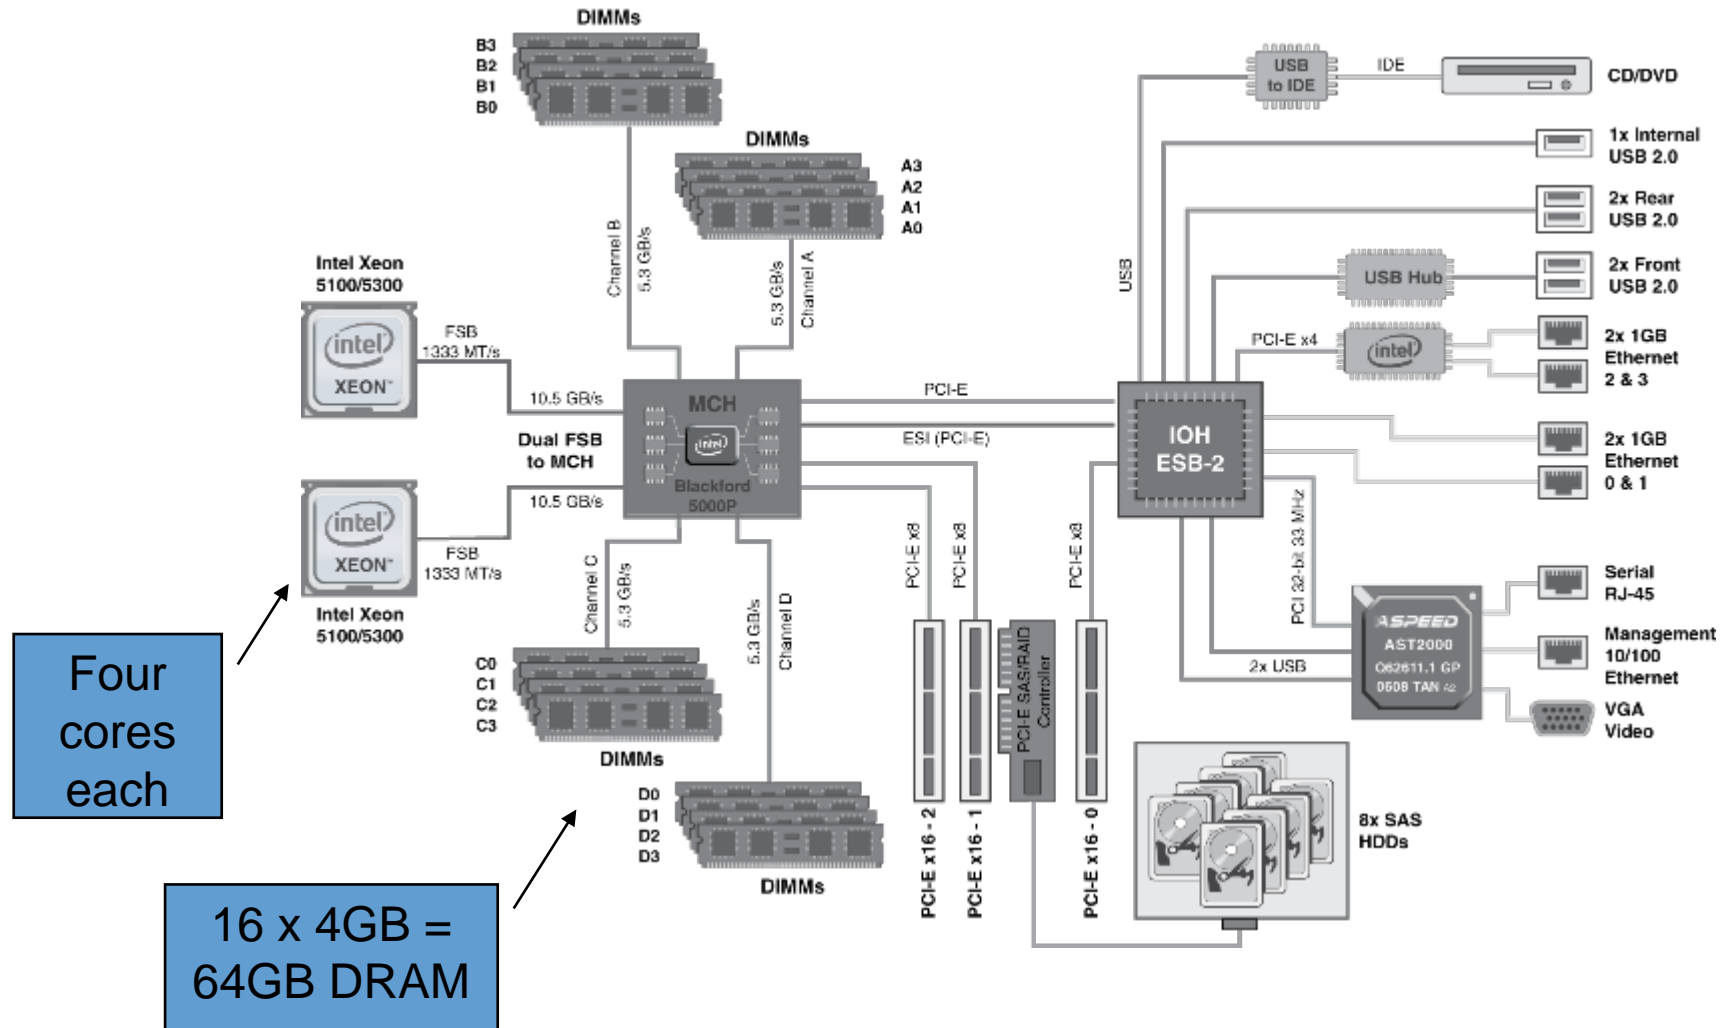 DIMMs
B3
B2
B1
B0
DIMMs
A3
A2
A1
A0
Channel B
5.3 GB/s
5.3 GB/s
Channel A
Intel Xeon
5100/5300
intel
XEON™
FSB
1333 MT/s
10.5 GB/s
Dual FSB
to MCH
10.5 GB/s
FSB
1333 MT/s
intel
XEON™
Intel Xeon
5100/5300
MCH
intel
Blackford
5000P
Channel C
5.3 GB/s
5.3 GB/s
Channel D
C0
C1
C2
C3
DIMMs
D0
D1
D2
D3
DIMMs
Four
cores
each
16 x 4GB =
64GB DRAM
PCI-E
ESI (PCI-E)
PCI-E x8
PCI-E x8
PCI-E x8
PCI-E x16 - 2
PCI-E x16 - 1
PCI-E SAS/RAID
Controller
PCI-E x16 - 0
IOH
ESB-2
USB
USB
to IDE
IDE
CD/DVD
1x Internal
USB 2.0
2x Rear
USB 2.0
USB Hub
2x Front
USB 2.0
PCI-E x4
intel
2x 1GB
Ethernet
2 & 3
2x 1GB
Ethernet
0 & 1
PCI 32-bit 33 MHz
2x USB
ASPEED
AST2000
Q62611.1 GP
0608 TAN A2
Serial
RJ-45
Management
10/100
Ethernet
VGA
Video
8x SAS
HDDs